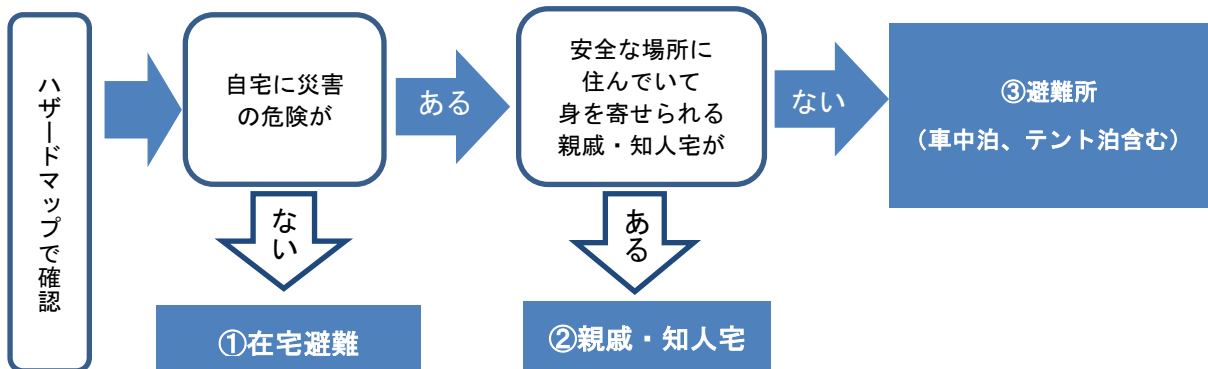 ハザードマップで確認
自宅に災害
の危険が
ある
安全な場所に
住んでいて
身を寄せられる
親戚・知人宅が
ない
③避難所
（車中泊、テント泊含む）
ない
ある
①在宅避難
②親戚・知人宅